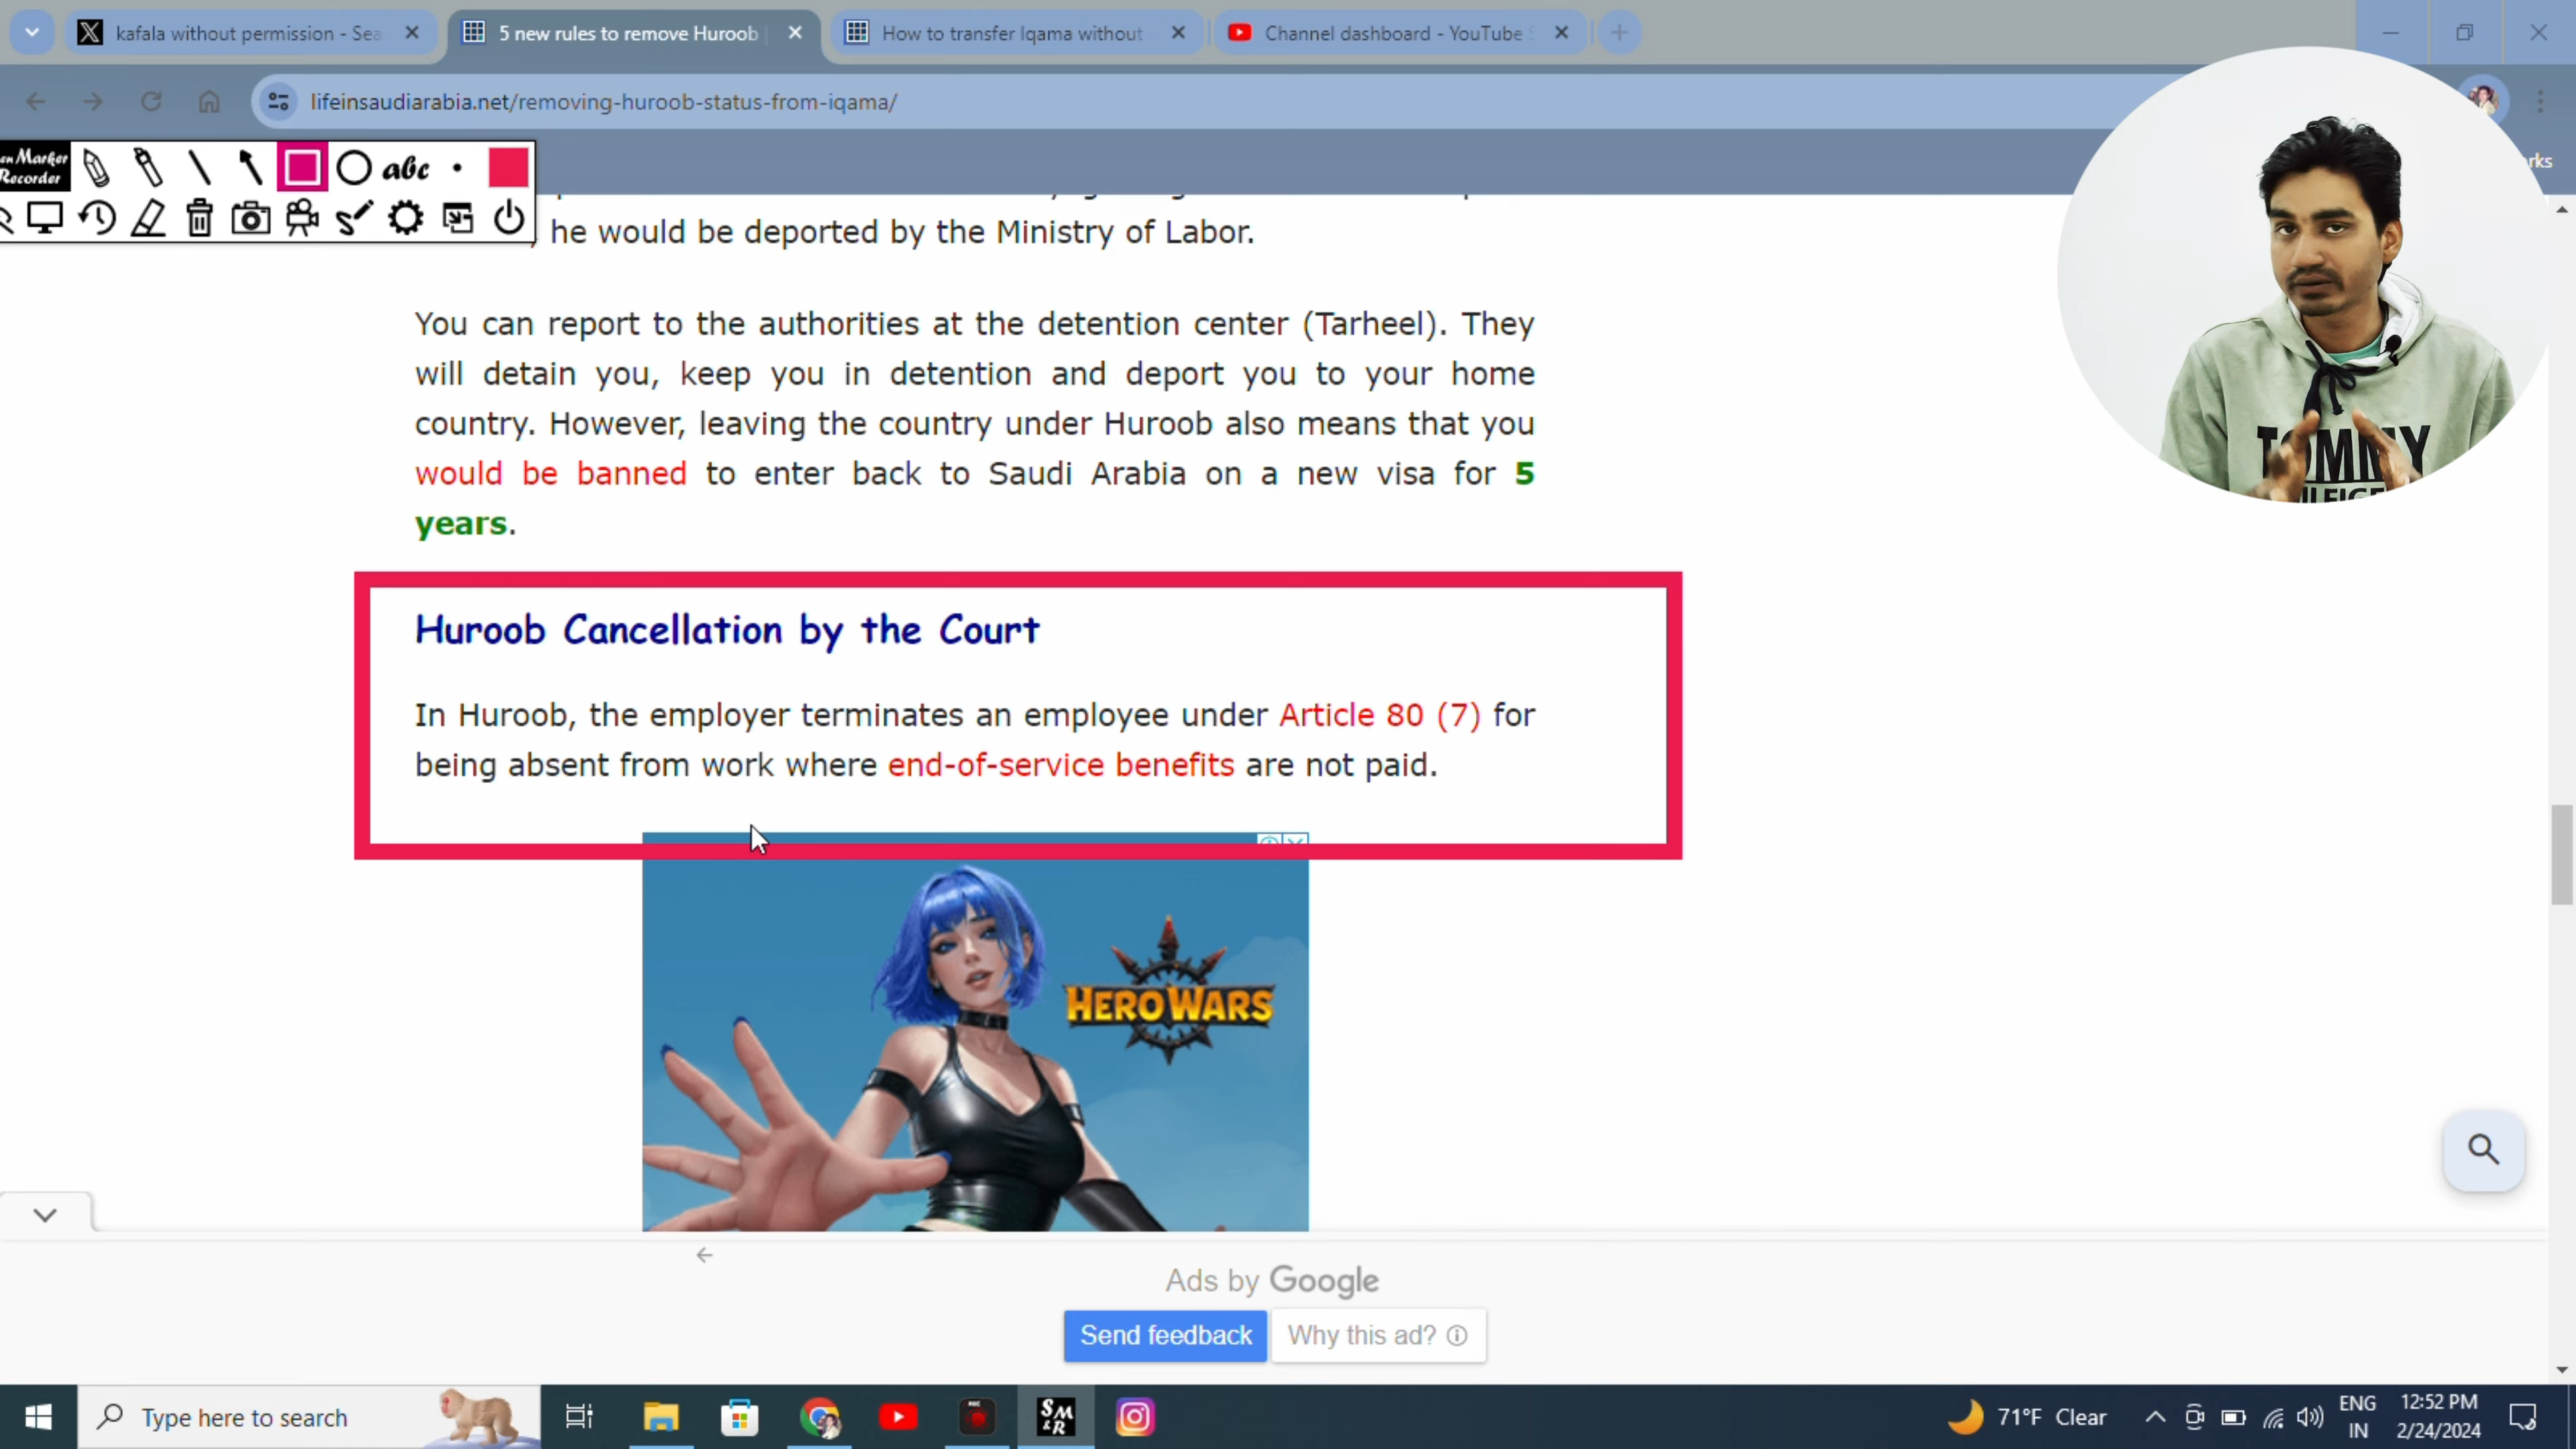 kafala without permission - Sea
5 new rules to remove Huroob
How to transfer Iqama without
Channel dashboard - YouTube S
lifeinsaudiarabia.net/removing-huroob-status-from-iqama/
Marker
Recorder
abc
he would be deported by the Ministry of Labor.
You can report to the authorities at the detention center (Tarheel). They
will detain you, keep you in detention and deport you to your home
country. However, leaving the country under Huroob also means that you
would be banned to enter back to Saudi Arabia on a new visa for 5
years.
TOMMY
Huroob Cancellation by the Court
In Huroob, the employer terminates an employee under Article 80 (7) for
being absent from work where end-of-service benefits are not paid.
HERO WARS
Ads by Google
Send feedback
Why this ad?
Type here to search
REC
SM
&R
71°F Clear
ENG
IN
12:52 PM
2/24/2024